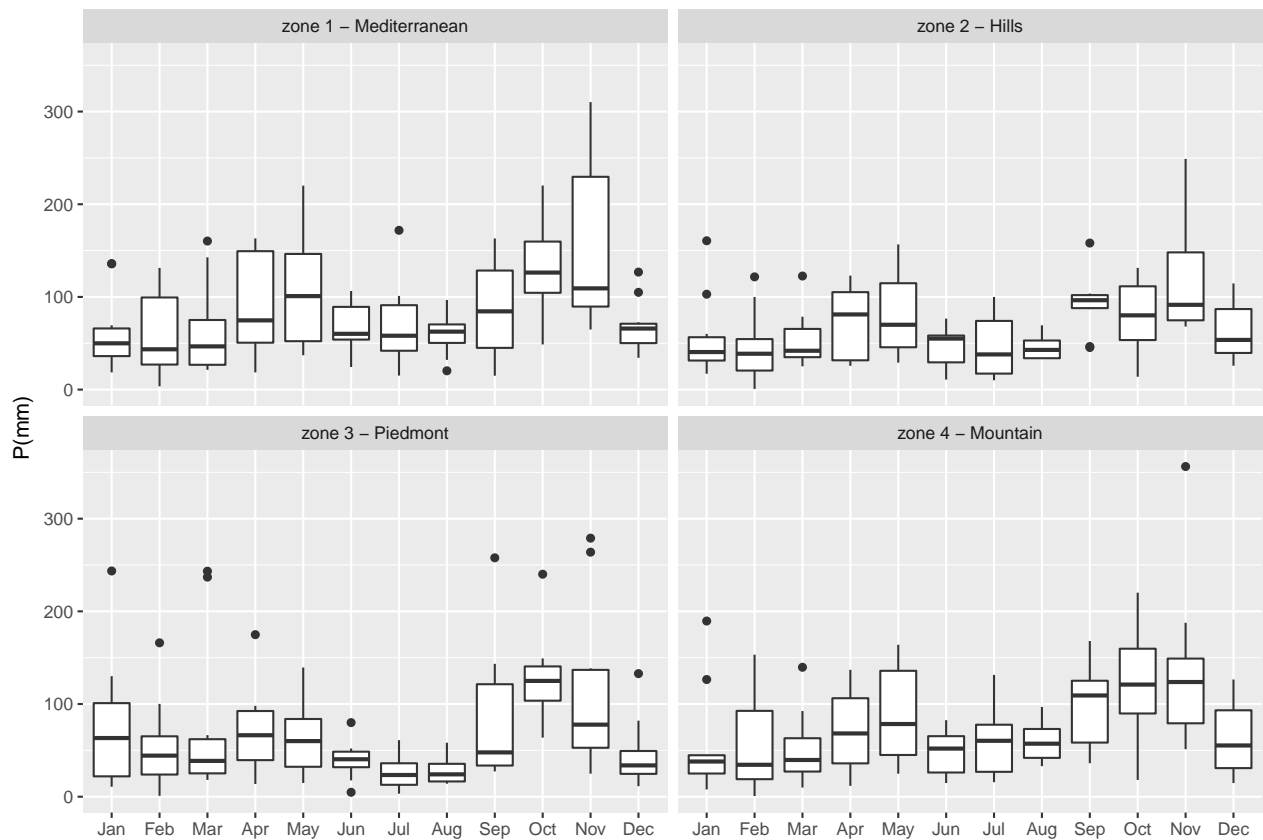 zone 1 − Mediterranean
zone 2 − Hills
300
200
100
0
P(mm)
zone 3 − Piedmont
zone 4 − Mountain
300
200
100
0
Jan Feb Mar Apr May Jun Jul Aug Sep Oct Nov Dec
Jan Feb Mar Apr May Jun Jul Aug Sep Oct Nov Dec